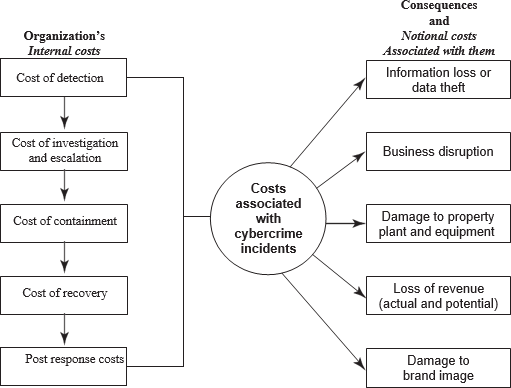 Organization's
Internal costs
Cost of detection
Cost of investigation
and escalation
Cost of containment
Cost of recovery
Post response costs
Costs
associated
with
cybercrime
incidents
Consequences
and
Notional costs
Associated with them
Information loss or
data theft
Business disruption
Damage to property
plant and equipment
Loss of revenue
(actual and potential)
Damage to
brand image